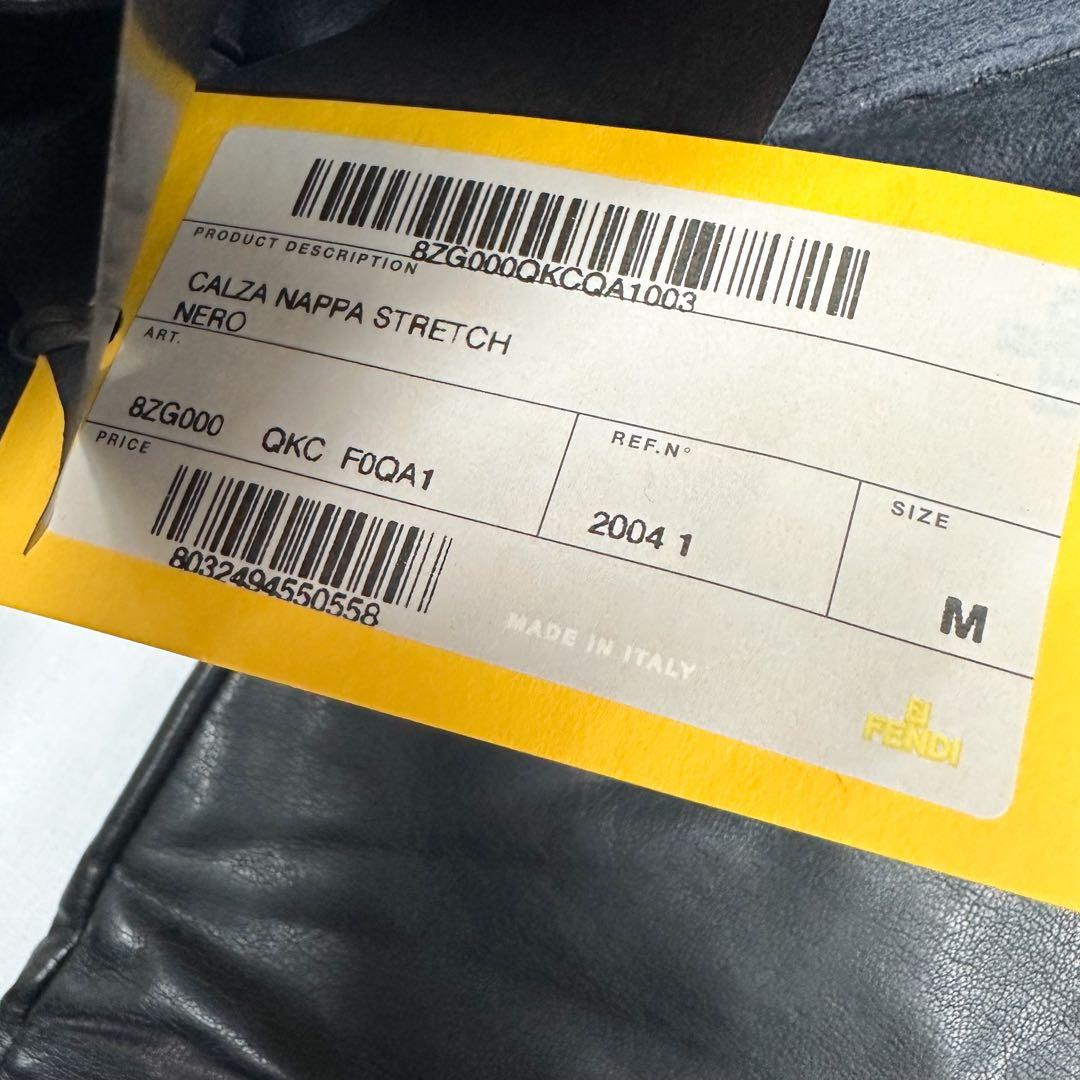 8ZG000QKCQA1003
PRODUCT DESCRIPTION
CALZA NAPPA STRETCH
NERO
ART.
8ZG000 QKC F0QA1
REF.N°
2004 1
SIZE
M
PRICE
8032494550558
MADE IN ITALY
FENDI